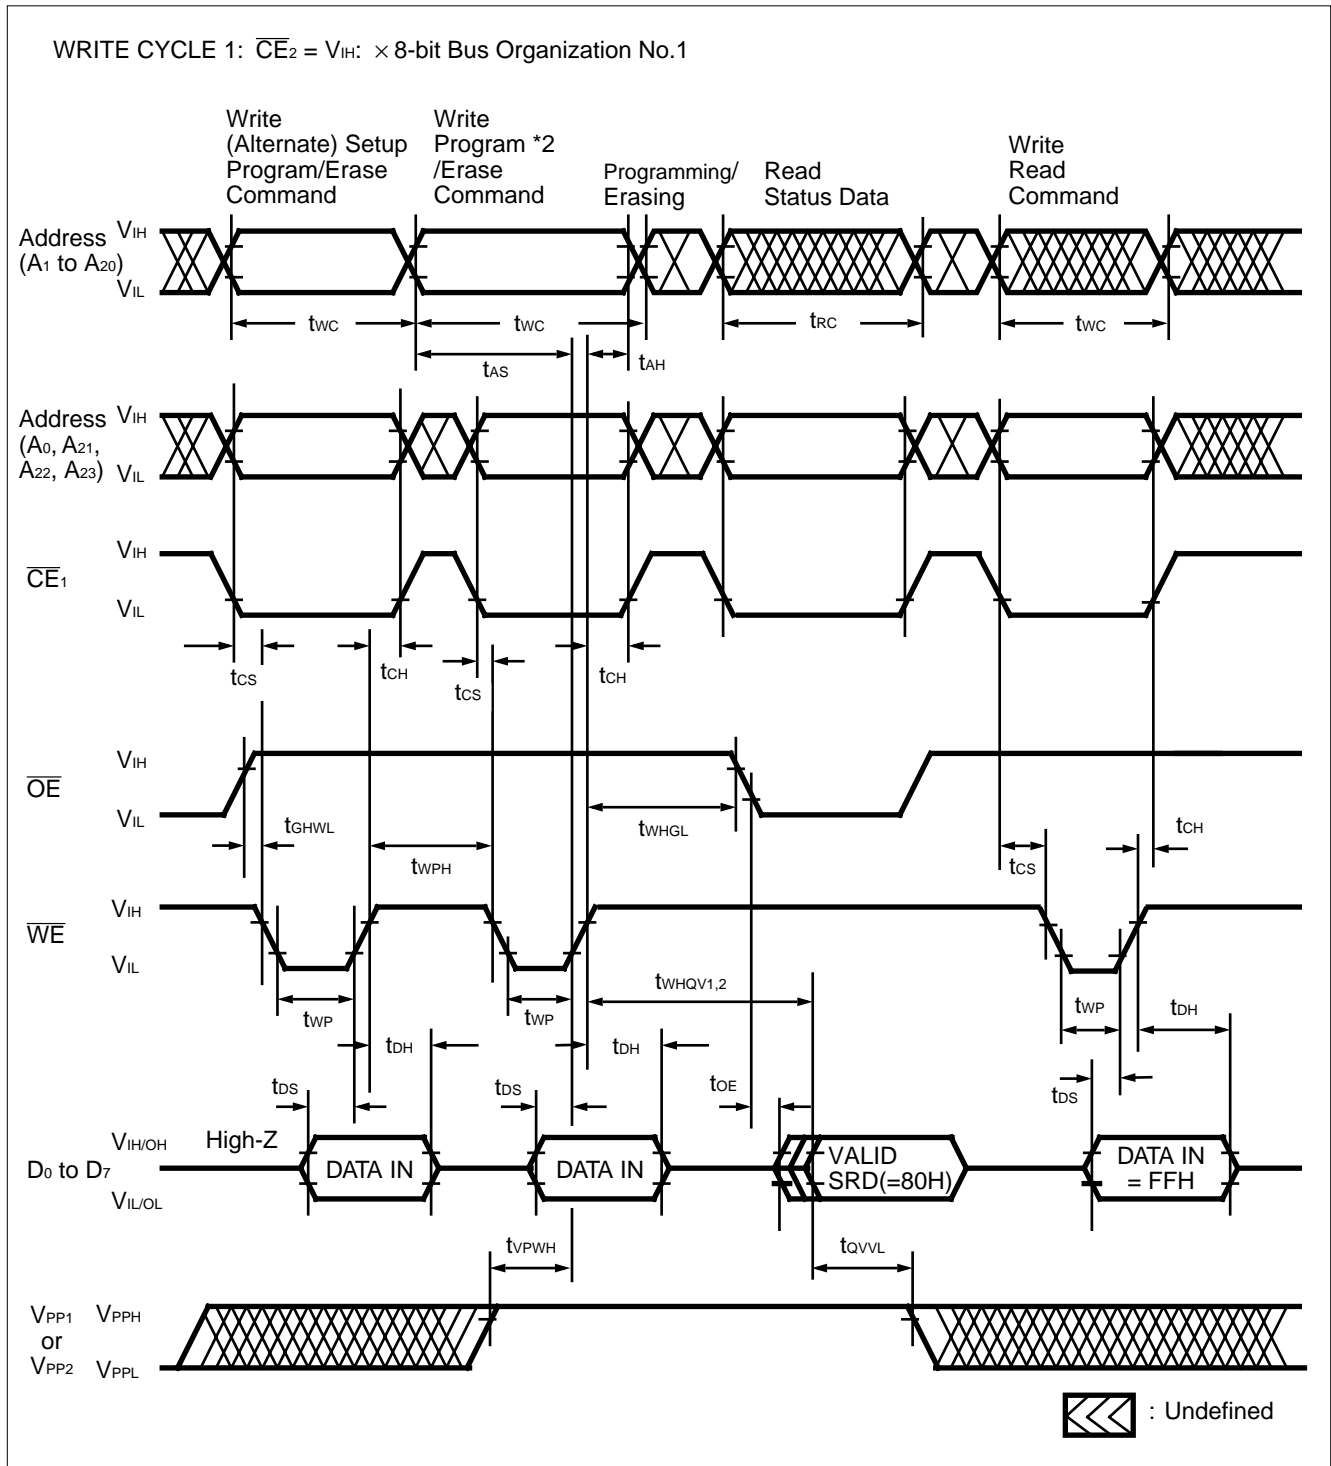 WRITE CYCLE 1: CE2 = VIH: × 8-bit Bus Organization No.1
Write
(Alternate) Setup
Program/Erase
Command
Write
Program *2
/Erase
Command
Programming/
Erasing
Read
Status Data
Write
Read
Command
Address
(A1 to A20)
VIH
VIL
tWC
tWC
tRC
tWC
tAS
tAH
Address
(A0, A21,
A22, A23)
VIH
VIL
CE1
VIH
VIL
tCS
tCH
tCS
tCH
OE
VIH
VIL
tGHWL
tWPH
tWHGL
tCS
tCH
WE
VIH
VIL
tWP
tWP
tWHQV1,2
tWP
tDH
tDH
tDH
tDS
tDS
tOE
tDS
D0 to D7
VIH/OH
VIL/OL
High-Z
DATA IN
DATA IN
VALID
SRD(=80H)
DATA IN
= FFH
tVPWH
tQVVL
VPP1
or
VPP2
VPPH
VPPL
: Undefined